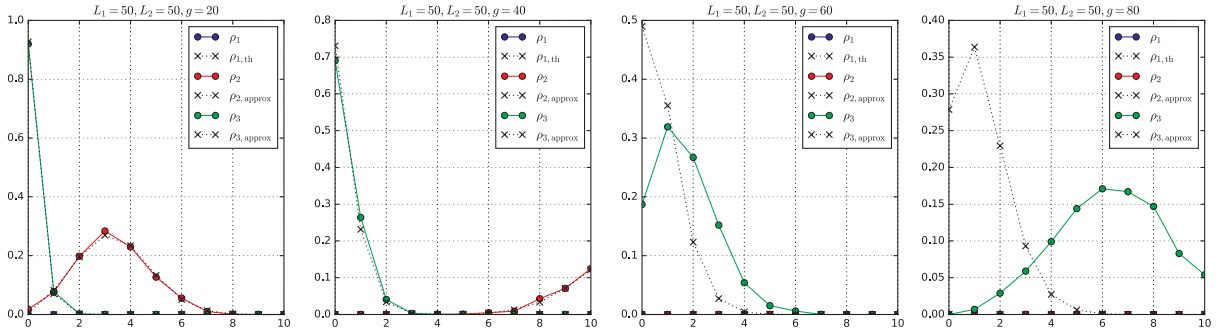 L₁ = 50, L₂ = 50, g = 20
1.0
0.8
0.6
0.4
0.2
0.0
0 2 4 6 8 10
ρ₁
ρ₁,th
ρ₂
ρ₂,approx
ρ₃
ρ₃,approx
L₁ = 50, L₂ = 50, g = 40
0.8
0.7
0.6
0.5
0.4
0.3
0.2
0.1
0.0
0 2 4 6 8 10
ρ₁
ρ₁,th
ρ₂
ρ₂,approx
ρ₃
ρ₃,approx
L₁ = 50, L₂ = 50, g = 60
0.5
0.4
0.3
0.2
0.1
0.0
0 2 4 6 8 10
ρ₁
ρ₁,th
ρ₂
ρ₂,approx
ρ₃
ρ₃,approx
L₁ = 50, L₂ = 50, g = 80
0.40
0.35
0.30
0.25
0.20
0.15
0.10
0.05
0.00
0 2 4 6 8 10
ρ₁
ρ₁,th
ρ₂
ρ₂,approx
ρ₃
ρ₃,approx